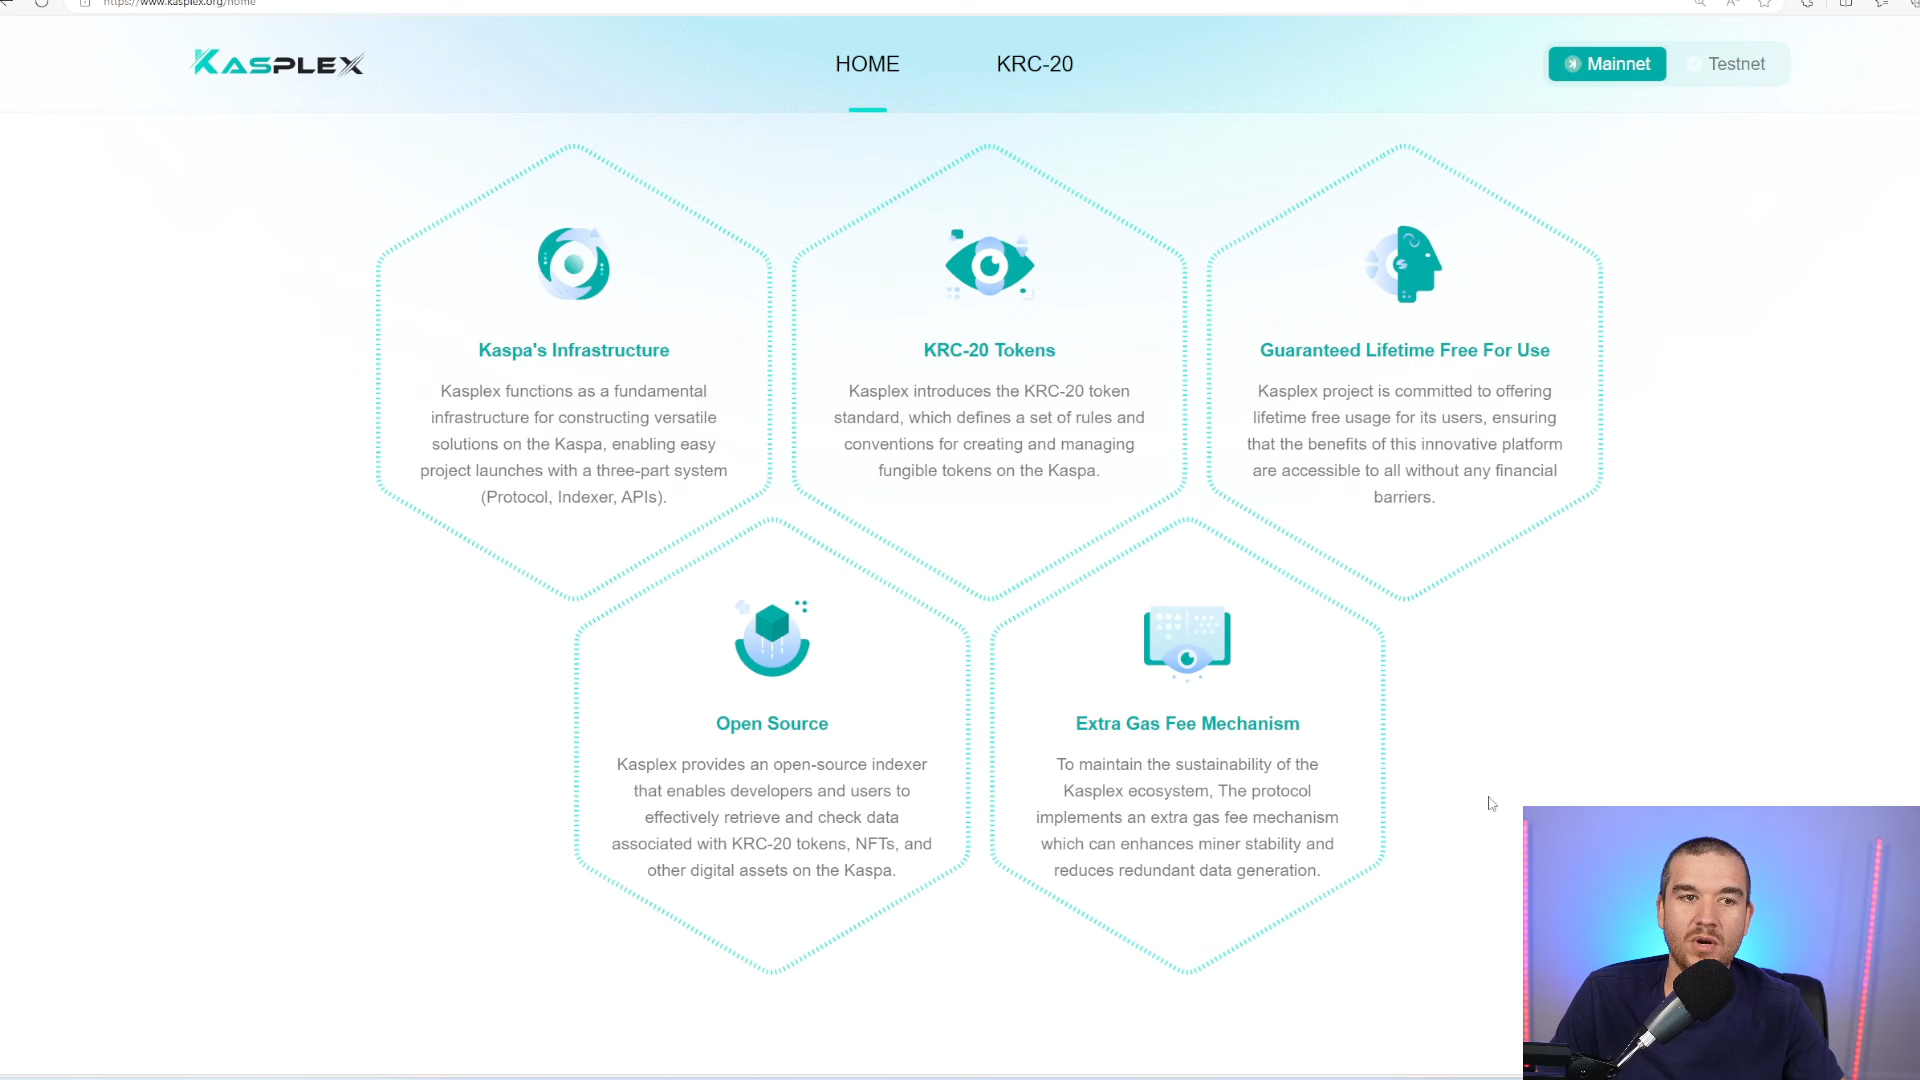 https://www.kasplex.org/home
KASPLEX
HOME
KRC-20
Mainnet
Testnet
Kaspa's Infrastructure
Kasplex functions as a fundamental
infrastructure for constructing versatile
solutions on the Kaspa, enabling easy
project launches with a three-part system
(Protocol, Indexer, APIs).
KRC-20 Tokens
Kasplex introduces the KRC-20 token
standard, which defines a set of rules and
conventions for creating and managing
fungible tokens on the Kaspa.
Guaranteed Lifetime Free For Use
Kasplex project is committed to offering
lifetime free usage for its users, ensuring
that the benefits of this innovative platform
are accessible to all without any financial
barriers.
Open Source
Kasplex provides an open-source indexer
that enables developers and users to
effectively retrieve and check data
associated with KRC-20 tokens, NFTs, and
other digital assets on the Kaspa.
Extra Gas Fee Mechanism
To maintain the sustainability of the
Kasplex ecosystem, The protocol
implements an extra gas fee mechanism
which can enhances miner stability and
reduces redundant data generation.